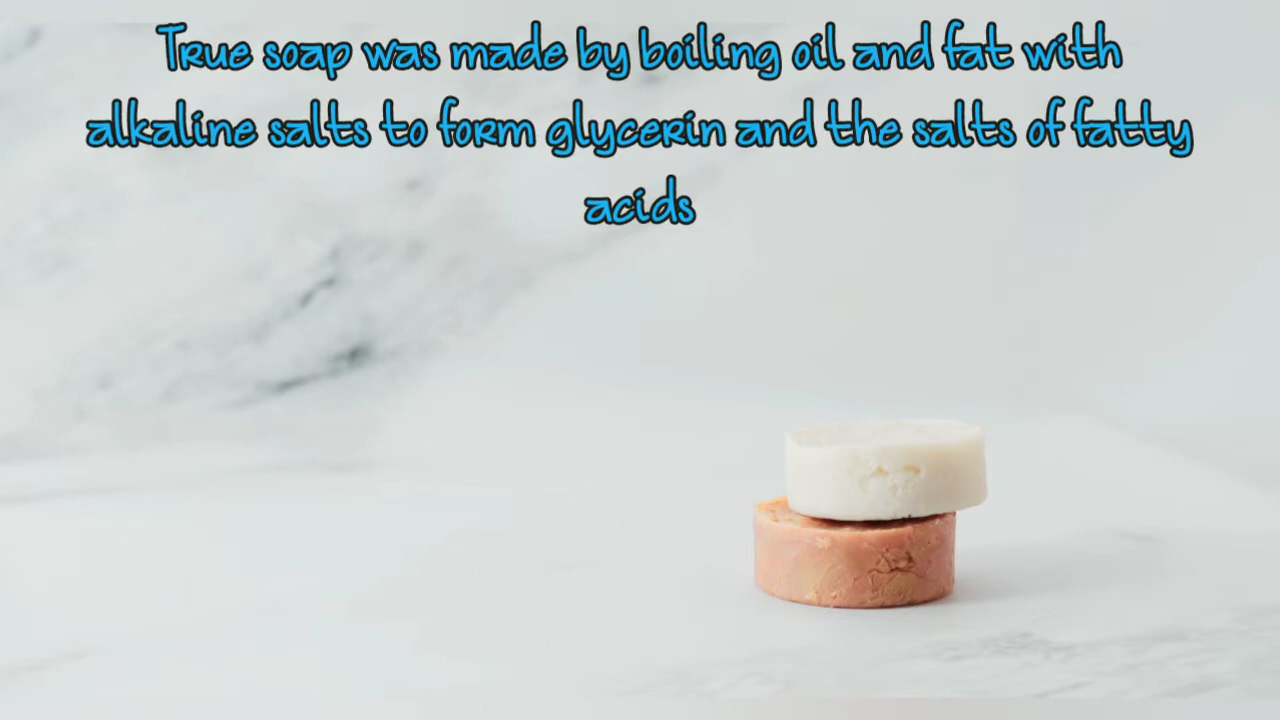 True soap was made by boiling oil and fat with
alkaline salts to form glycerin and the salts of fatty
acids